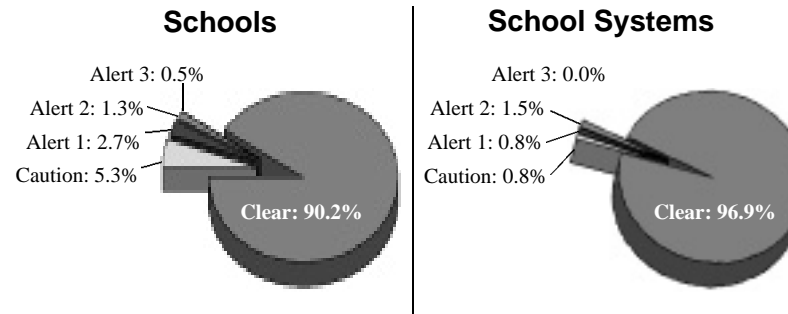 Schools
Alert 3: 0.5%
Alert 2: 1.3%
Alert 1: 2.7%
Caution: 5.3%
Clear: 90.2%
School Systems
Alert 3: 0.0%
Alert 2: 1.5%
Alert 1: 0.8%
Caution: 0.8%
Clear: 96.9%